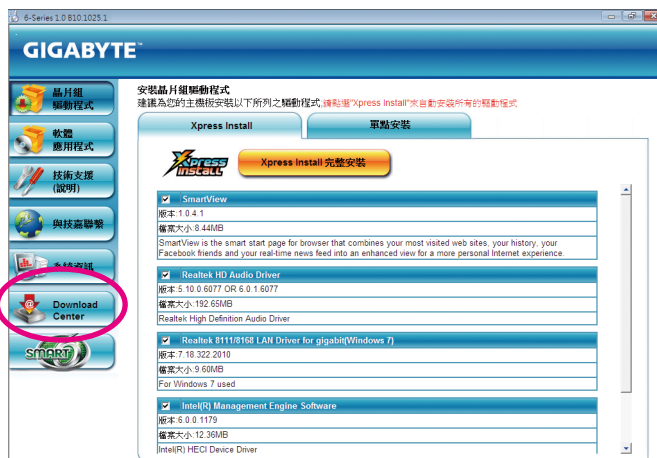 6-Series 1.0 B10.1025.1
GIGABYTE™
晶片組
驅動程式
軟體
應用程式
技術支援
(說明)
與技嘉聯繫
系統資訊
Download
Center
SMART
安裝晶片組驅動程式
建議為您的主機板安裝以下所列之驅動程式,請點選"Xpress Install"來自動安裝所有的驅動程式
Xpress Install
單點安裝
Xpress
INSTALL
Xpress Install 完整安裝
SmartView
版本:1.0.4.1
檔案大小:8.44MB
SmartView is the smart start page for browser that combines your most visited web sites, your history, your
Facebook friends and your real-time news feed into an enhanced view for a more personal Internet experience.
Realtek HD Audio Driver
版本:5.10.0.6077 OR 6.0.1.6077
檔案大小:192.65MB
Realtek High Definition Audio Driver
Realtek 8111/8168 LAN Driver for gigabit(Windows 7)
版本:7.18.322.2010
檔案大小:9.60MB
For Windows 7 used
Intel(R) Management Engine Software
版本:6.0.0.1179
檔案大小:12.36MB
Intel(R) HECI Device Driver